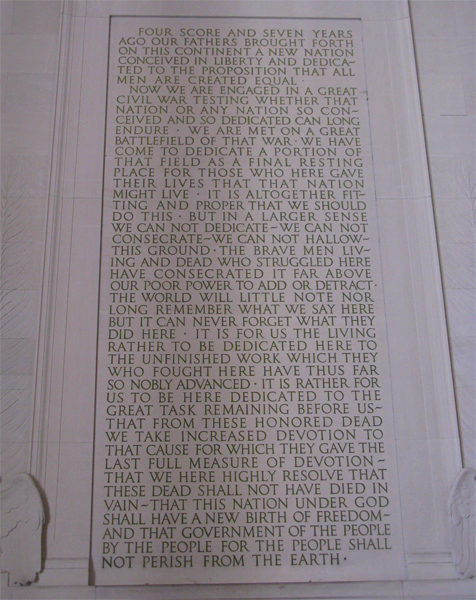 FOUR SCORE AND SEVEN YEARS
AGO OUR FATHERS BROUGHT FORTH
ON THIS CONTINENT A NEW NATION
CONCEIVED IN LIBERTY AND DEDICA-
TED TO THE PROPOSITION THAT ALL
MEN ARE CREATED EQUAL ·
NOW WE ARE ENGAGED IN A GREAT
CIVIL WAR TESTING WHETHER THAT
NATION OR ANY NATION SO CON-
CEIVED AND SO DEDICATED CAN LONG
ENDURE · WE ARE MET ON A GREAT
BATTLEFIELD OF THAT WAR · WE HAVE
COME TO DEDICATE A PORTION OF
THAT FIELD AS A FINAL RESTING
PLACE FOR THOSE WHO HERE GAVE
THEIR LIVES THAT THAT NATION
MIGHT LIVE · IT IS ALTOGETHER FIT-
TING AND PROPER THAT WE SHOULD
DO THIS · BUT IN A LARGER SENSE
WE CAN NOT DEDICATE~WE CAN NOT
CONSECRATE~WE CAN NOT HALLOW~
THIS GROUND · THE BRAVE MEN LIV-
ING AND DEAD WHO STRUGGLED HERE
HAVE CONSECRATED IT FAR ABOVE
OUR POOR POWER TO ADD OR DETRACT ·
THE WORLD WILL LITTLE NOTE NOR
LONG REMEMBER WHAT WE SAY HERE
BUT IT CAN NEVER FORGET WHAT THEY
DID HERE · IT IS FOR US THE LIVING
RATHER TO BE DEDICATED HERE TO
THE UNFINISHED WORK WHICH THEY
WHO FOUGHT HERE HAVE THUS FAR
SO NOBLY ADVANCED · IT IS RATHER FOR
US TO BE HERE DEDICATED TO THE
GREAT TASK REMAINING BEFORE US~
THAT FROM THESE HONORED DEAD
WE TAKE INCREASED DEVOTION TO
THAT CAUSE FOR WHICH THEY GAVE THE
LAST FULL MEASURE OF DEVOTION~
THAT WE HERE HIGHLY RESOLVE THAT
THESE DEAD SHALL NOT HAVE DIED IN
VAIN~THAT THIS NATION UNDER GOD
SHALL HAVE A NEW BIRTH OF FREEDOM~
AND THAT GOVERNMENT OF THE PEOPLE
BY THE PEOPLE FOR THE PEOPLE SHALL
NOT PERISH FROM THE EARTH ·